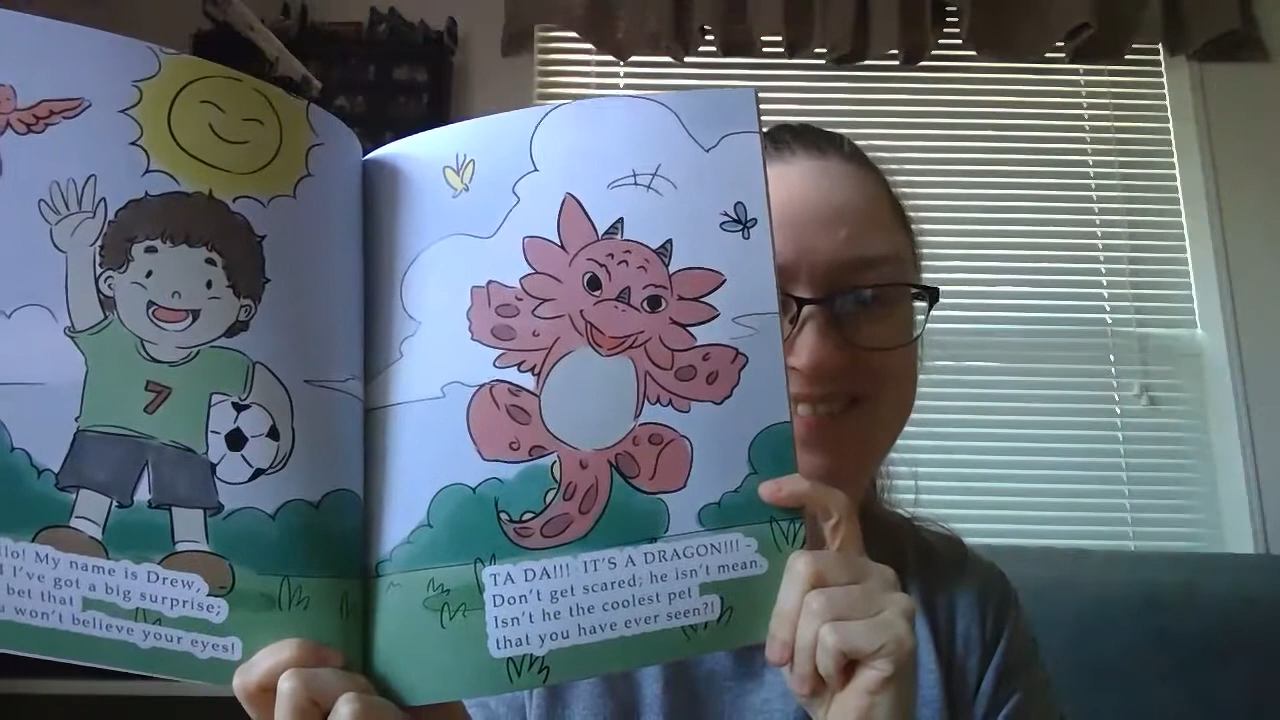 7
My name is Drew,
I've got a big surprise;
bet that
won't believe your eyes!
TA DA!!! IT'S A DRAGON!!! -
Don't get scared; he isn't mean.
Isn't he the coolest pet
that you have ever seen?!